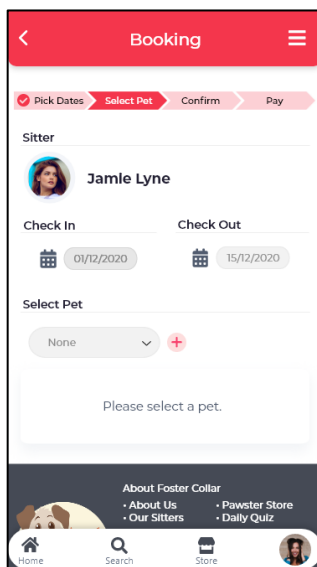 Booking
Pick Dates Select Pet Confirm Pay
Sitter
Jamie Lyne
Check In Check Out
01/12/2020 15/12/2020
Select Pet
None
Please select a pet.
About Foster Collar
• About Us • Pawster Store
• Our Sitters • Daily Quiz
Home Search Store